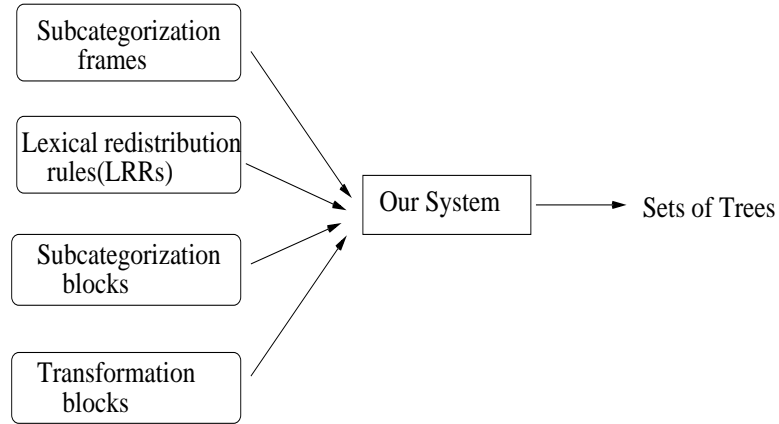 Subcategorization
frames
Lexical redistribution
rules(LRRs)
Subcategorization
blocks
Transformation
blocks
Our System
Sets of Trees